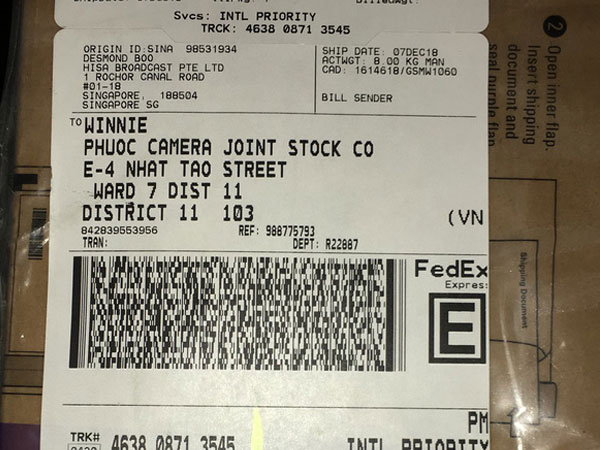 Svcs: INTL PRIORITY
TRCK: 4638 0871 3545
ORIGIN ID:SINA 98531934
DESMOND BOO
HISA BROADCAST PTE LTD
1 ROCHOR CANAL ROAD
#01-18
SINGAPORE, 188504
SINGAPORE SG
SHIP DATE: 07DEC18
ACTWGT: 8.00 KG MAN
CAD: 1614618/GSMW1060
BILL SENDER
TO WINNIE
PHUOC CAMERA JOINT STOCK CO
E-4 NHAT TAO STREET
WARD 7 DIST 11
DISTRICT 11 103
(VN
842839553956
REF: 988775793
TRAN:
DEPT: R22887
FedEx
Express
E
PM
TRK# 4638 0871 3545
INTL PRIORITY
2 Open inner flap.
Insert shipping
document and
seal purple flap
Shipping Document